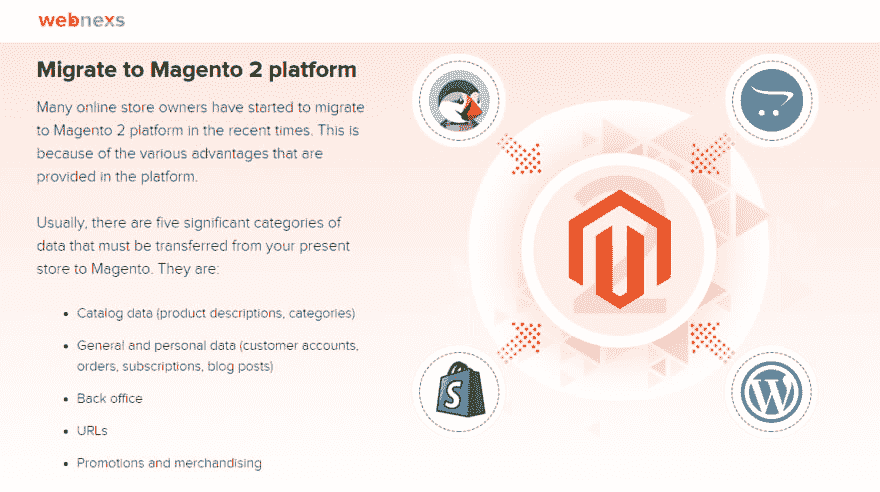 webnexs
Migrate to Magento 2 platform
Many online store owners have started to migrate
to Magento 2 platform in the recent times. This is
because of the various advantages that are
provided in the platform.
Usually, there are five significant categories of
data that must be transferred from your present
store to Magento. They are:
• Catalog data (product descriptions, categories)
• General and personal data (customer accounts,
orders, subscriptions, blog posts)
• Back office
• URLs
• Promotions and merchandising
2
S
W